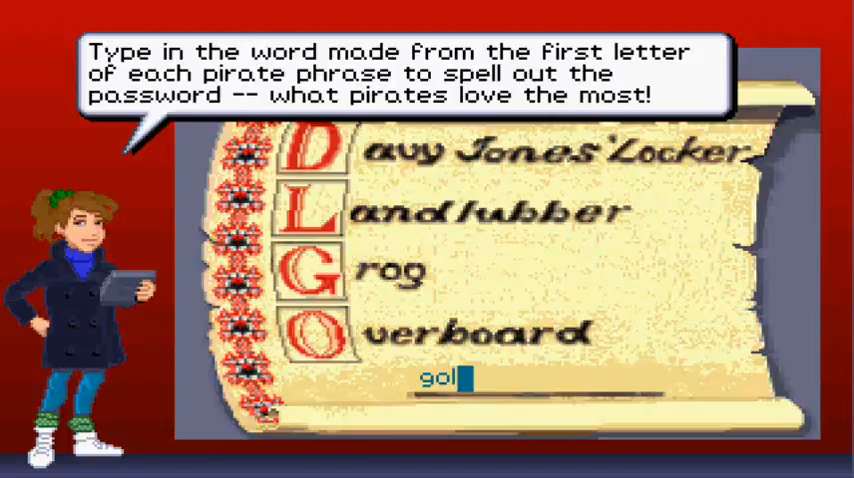 Type in the word made from the first letter
of each pirate phrase to spell out the
password -- what pirates love the most!
Davy Jones' Locker
Landlubber
Grog
Overboard
gol